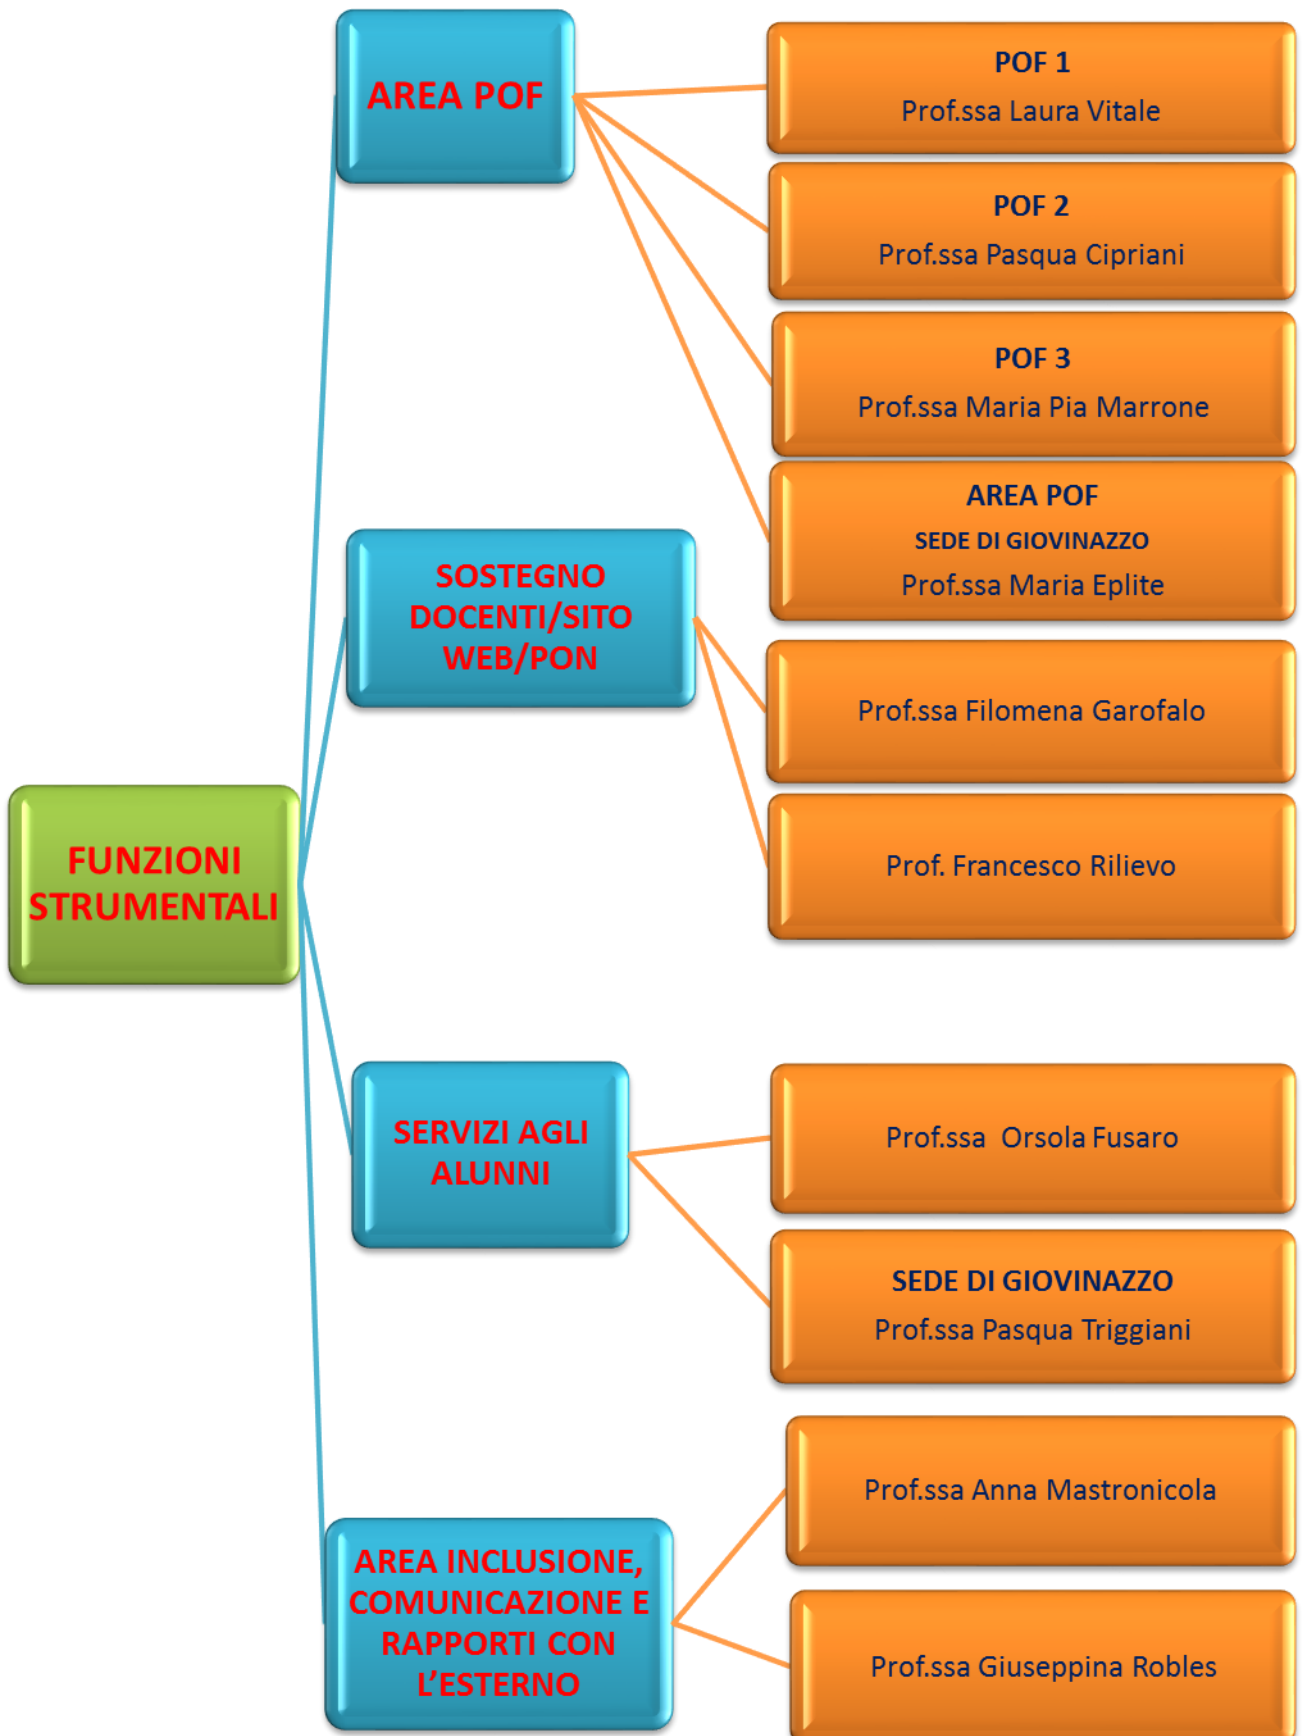 AREA POF
POF 1
Prof.ssa Laura Vitale
POF 2
Prof.ssa Pasqua Cipriani
POF 3
Prof.ssa Maria Pia Marrone
AREA POF
SEDE DI GIOVINAZZO
Prof.ssa Maria Eplite
SOSTEGNO
DOCENTI/SITO
WEB/PON
Prof.ssa Filomena Garofalo
Prof. Francesco Rilievo
FUNZIONI
STRUMENTALI
SERVIZI AGLI
ALUNNI
Prof.ssa Orsola Fusaro
SEDE DI GIOVINAZZO
Prof.ssa Pasqua Triggiani
AREA INCLUSIONE,
COMUNICAZIONE E
RAPPORTI CON
L’ESTERNO
Prof.ssa Anna Mastronicola
Prof.ssa Giuseppina Robles